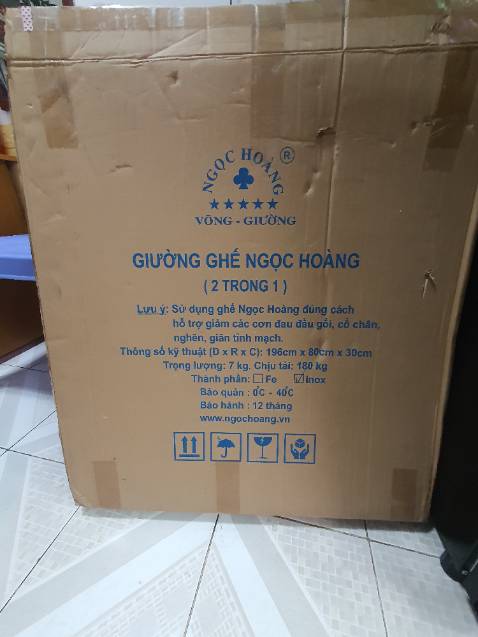 NGỌC HOÀNG ®
VÕNG - GIƯỜNG
GIƯỜNG GHẾ NGỌC HOÀNG
( 2 TRONG 1 )
Lưu ý: Sử dụng ghế Ngọc Hoàng đúng cách
hỗ trợ giảm các cơn đau đầu gối, cổ chân,
nghẽn, giãn tĩnh mạch.
Thông số kỹ thuật (D x R x C): 196cm x 80cm x 30cm
Trọng lượng: 7 kg. Chịu tải: 180 kg
Thành phần: ☐ Fe ☑ Inox
Bảo quản : 0°C - 40°C
Bảo hành : 12 tháng
www.ngochoang.vn